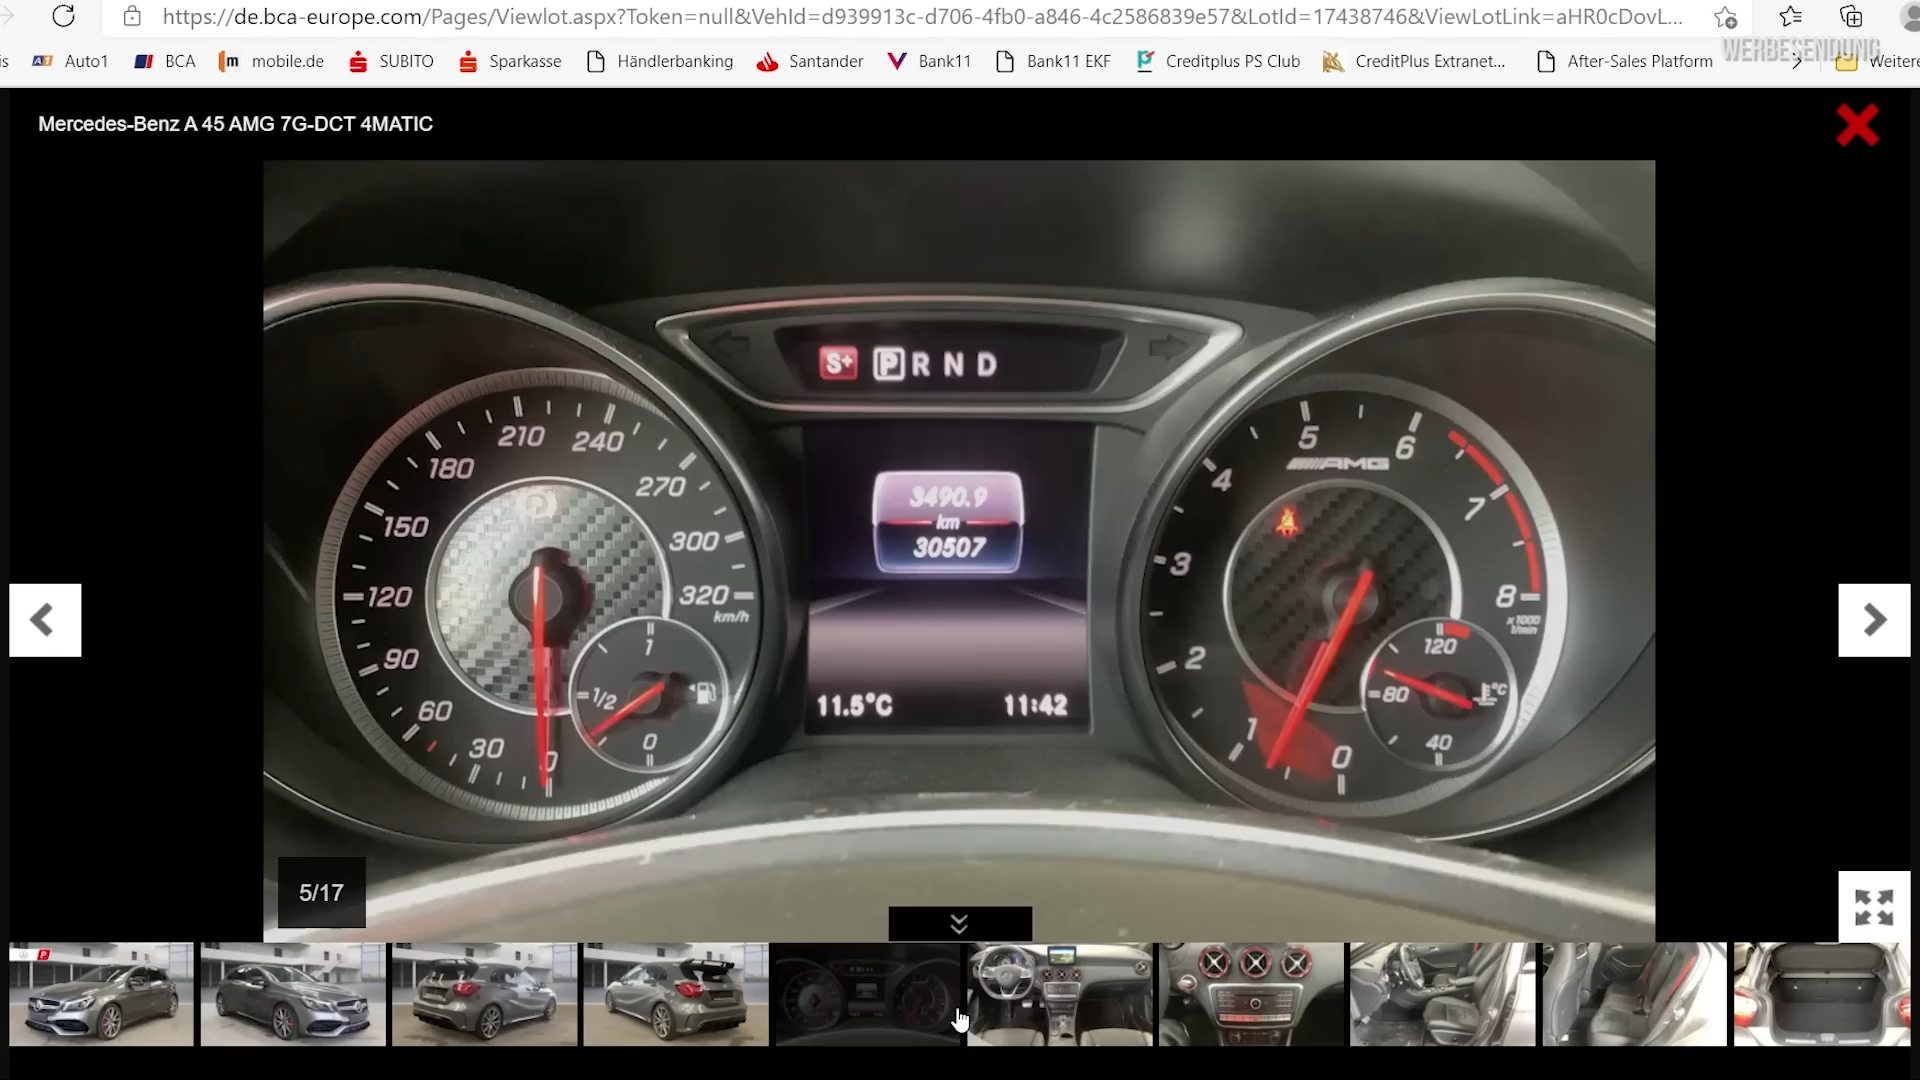 https://de.bca-europe.com/Pages/Viewlot.aspx?Token=null&VehId=d939913c-d706-4fb0-a846-4c2586839e57&LotId=17438746&ViewLotLink=aHR0cDovL...
is Auto1 BCA mobile.de SUBITO Sparkasse Händlerbanking Santander Bank11 Bank11 EKF Creditplus PS Club CreditPlus Extranet... After-Sales Platform Weitere
WERBESENDUNG
Mercedes-Benz A 45 AMG 7G-DCT 4MATIC
S+ P R N D
0 30 60 90 120 150 180 210 240 270 300 320
km/h
1
1/2
0
3490.9
km
30507
11.5°C 11:42
0 1 2 3 4 5 6 7 8
AMG
x1000
1/min
120
80
40
°C
5/17